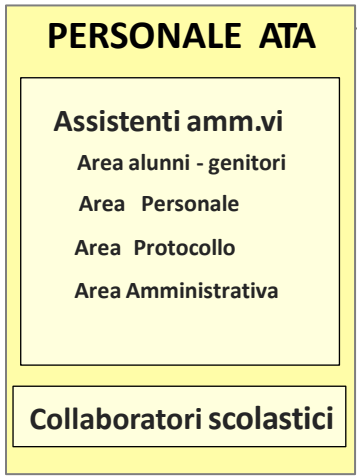 PERSONALE ATA
Assistenti amm.vi
Area alunni - genitori
Area Personale
Area Protocollo
Area Amministrativa
Collaboratori scolastici